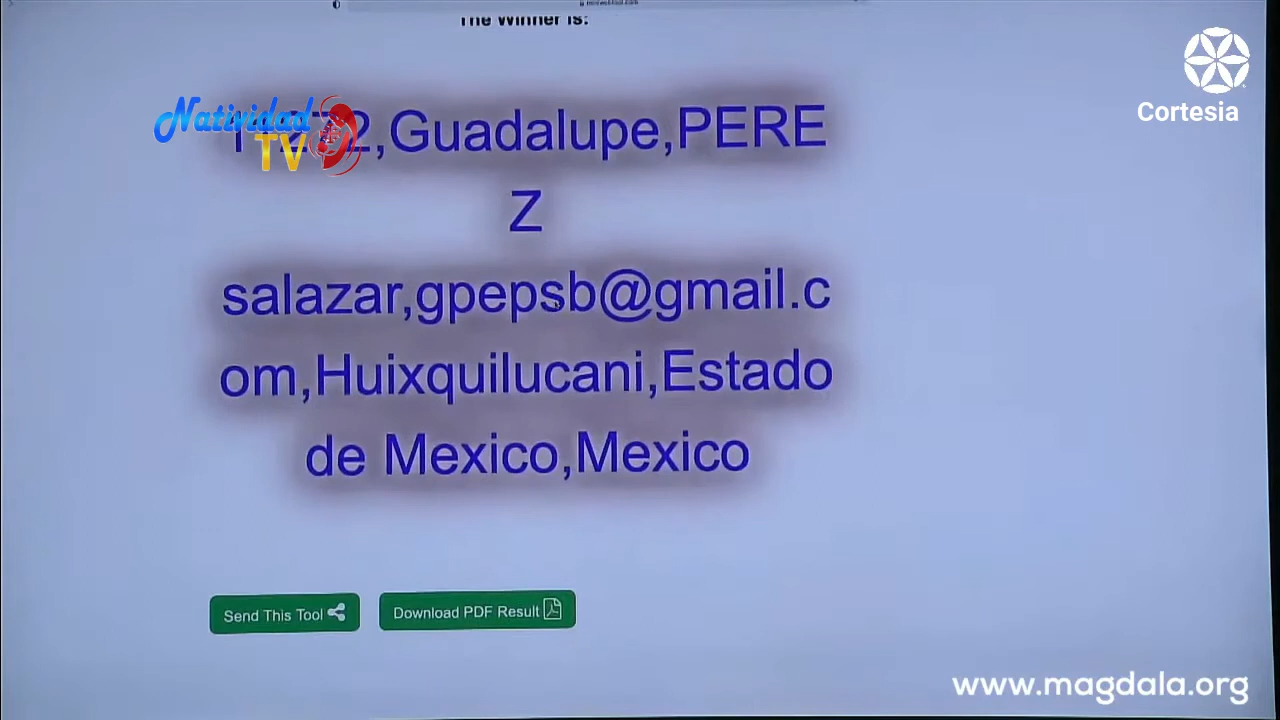 The Winner is:
Natividad
TV
2,Guadalupe,PERE
Z
salazar,gpepsb@gmail.c
om,Huixquilucani,Estado
de Mexico,Mexico
Send This Tool
Download PDF Result
Cortesia
www.magdala.org